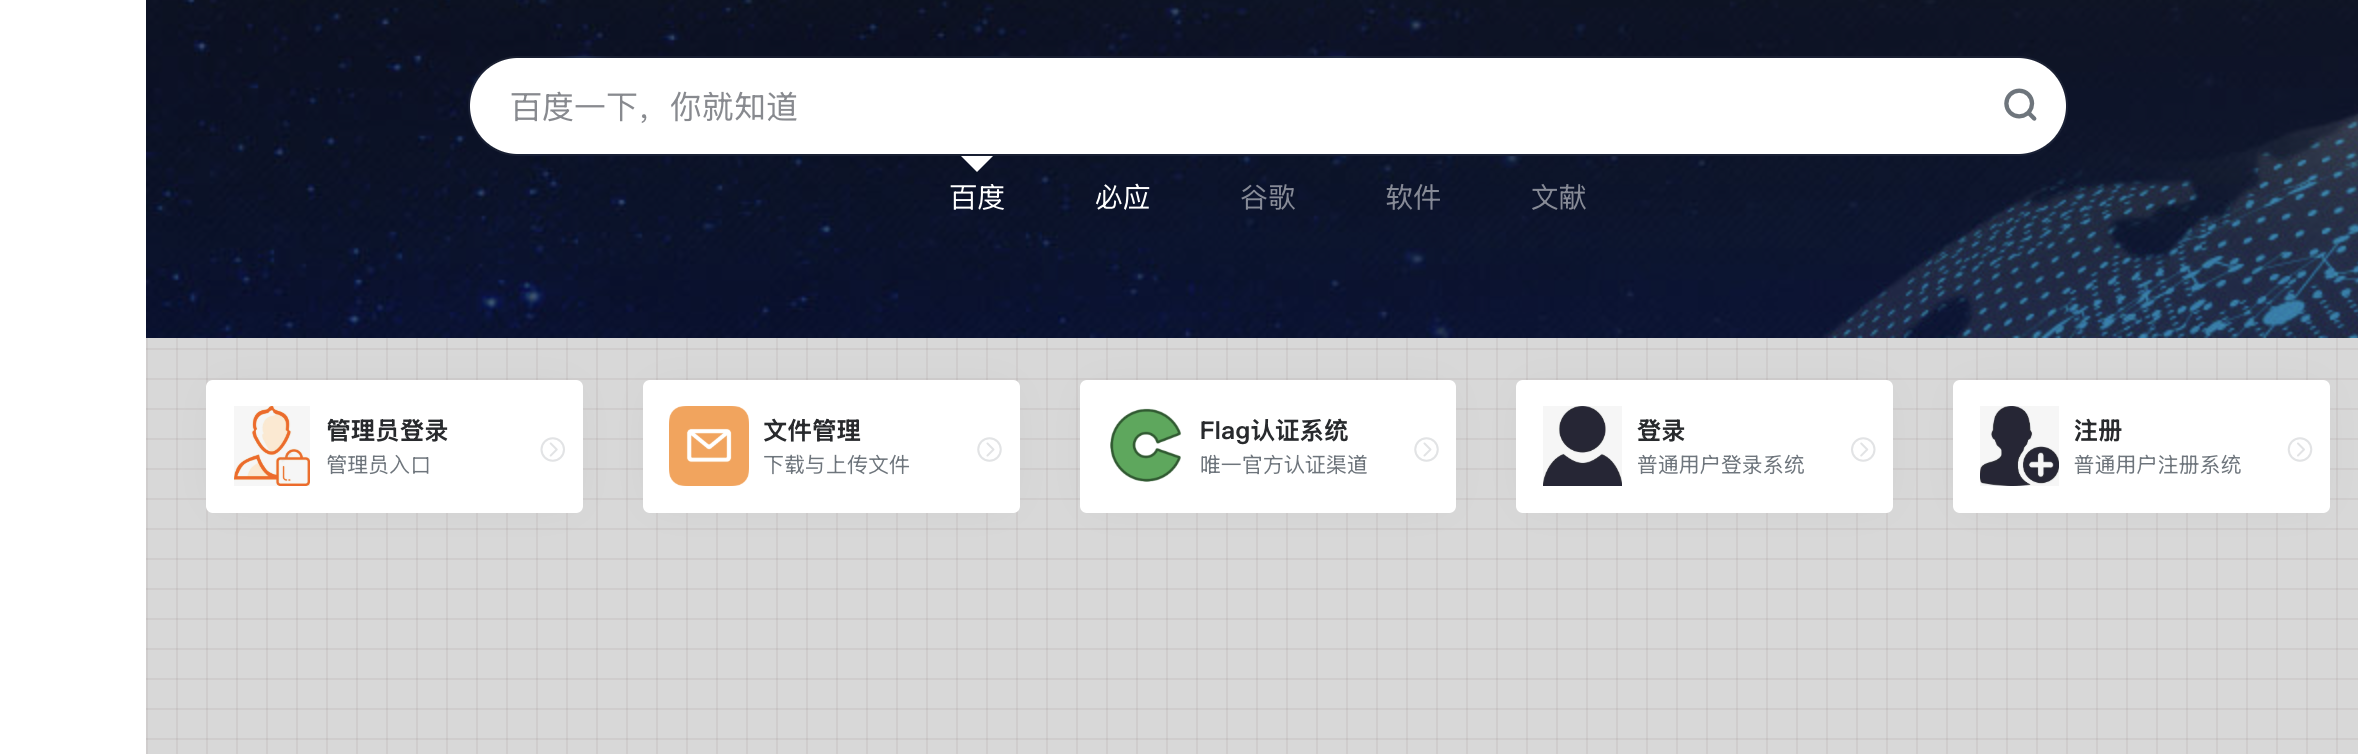 百度一下，你就知道
百度 必应 谷歌 软件 文献
管理员登录
管理员入口
文件管理
下载与上传文件
Flag认证系统
唯一官方认证渠道
登录
普通用户登录系统
注册
普通用户注册系统